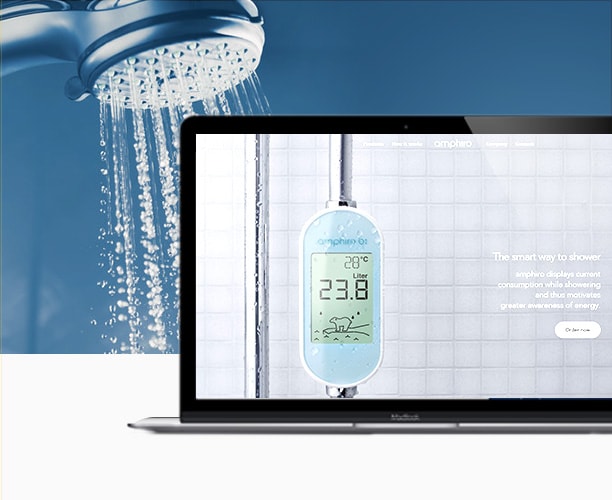 amphiro
amphiro b1
28°C
Liter
23.8
The smart way to shower
amphiro displays current
consumption while showering
and thus motivates
greater awareness of energy.
Order now